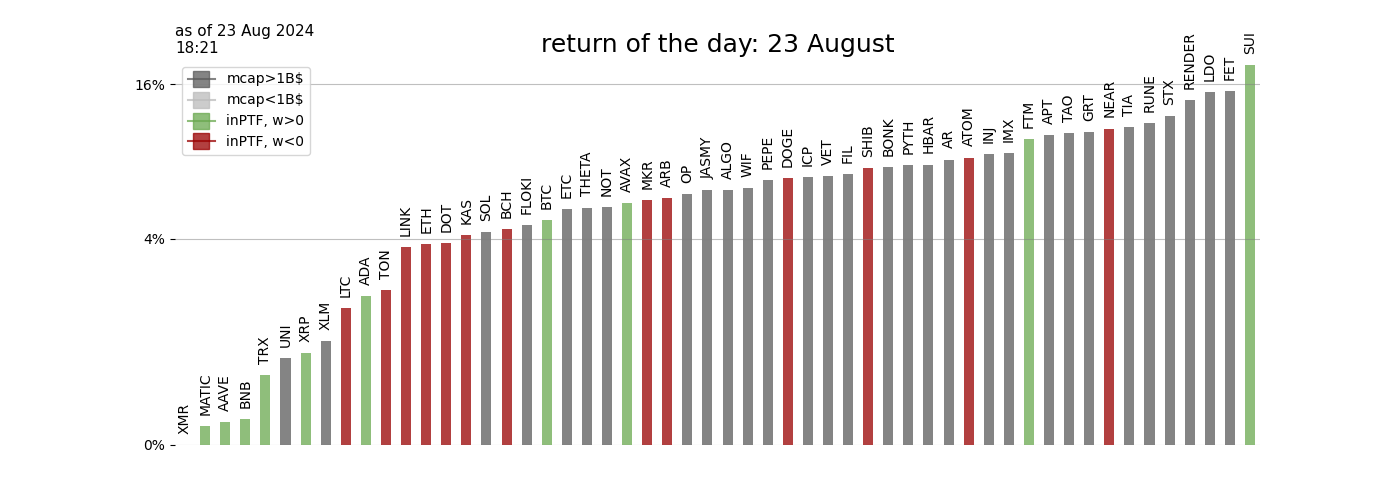 as of 23 Aug 2024
18:21
return of the day: 23 August
mcap>1B$
mcap<1B$
inPTF, w>0
inPTF, w<0
16%
4%
0%
XMR
MATIC
AAVE
BNB
TRX
UNI
XRP
XLM
LTC
ADA
TON
LINK
ETH
DOT
KAS
SOL
BCH
FLOKI
BTC
ETC
THETA
NOT
AVAX
MKR
ARB
OP
JASMY
ALGO
WIF
PEPE
DOGE
ICP
VET
FIL
SHIB
BONK
PYTH
HBAR
AR
ATOM
INJ
IMX
FTM
APT
TAO
GRT
NEAR
TIA
RUNE
STX
RENDER
LDO
FET
SUI